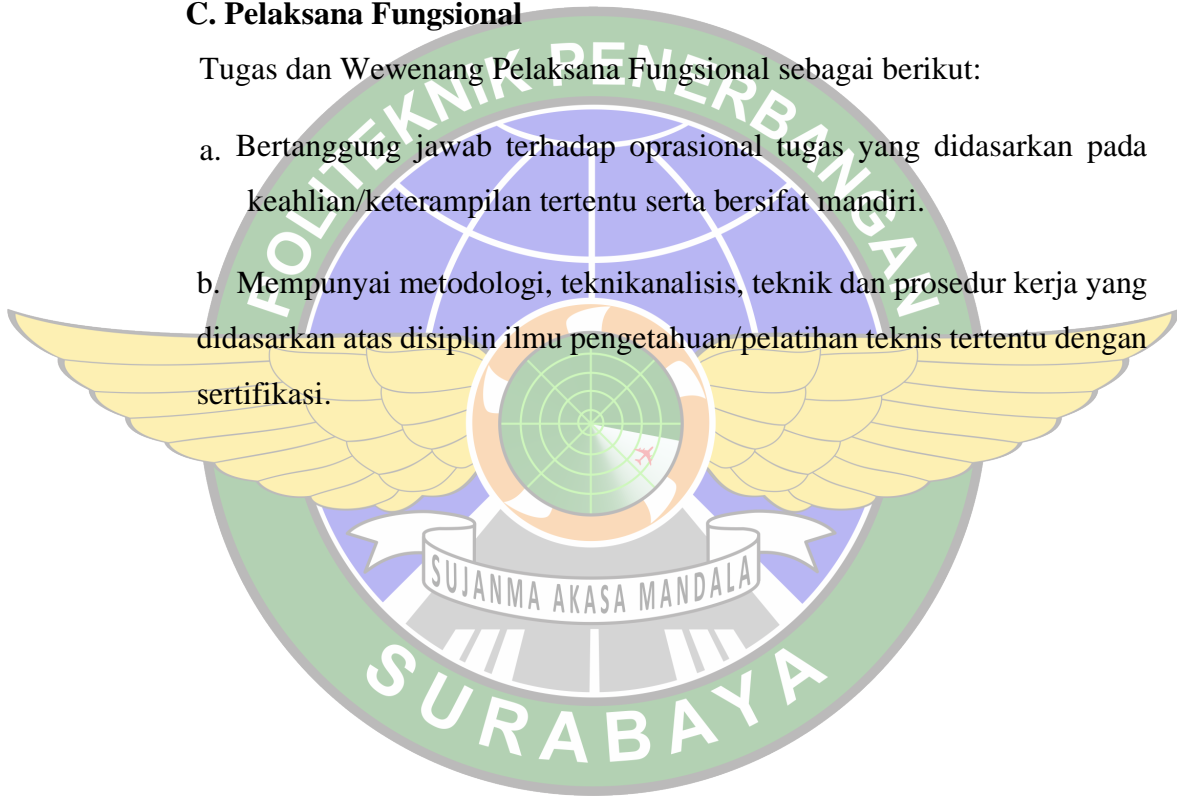 C. Pelaksana Fungsional
Tugas dan Wewenang Pelaksana Fungsional sebagai berikut:
a. Bertanggung jawab terhadap oprasional tugas yang didasarkan pada
keahlian/keterampilan tertentu serta bersifat mandiri.
b. Mempunyai metodologi, teknikanalisis, teknik dan prosedur kerja yang
didasarkan atas disiplin ilmu pengetahuan/pelatihan teknis tertentu dengan
sertifikasi.
POLITEKNIK PENERBANGAN
SUJANMA AKASA MANDALA
SURABAYA